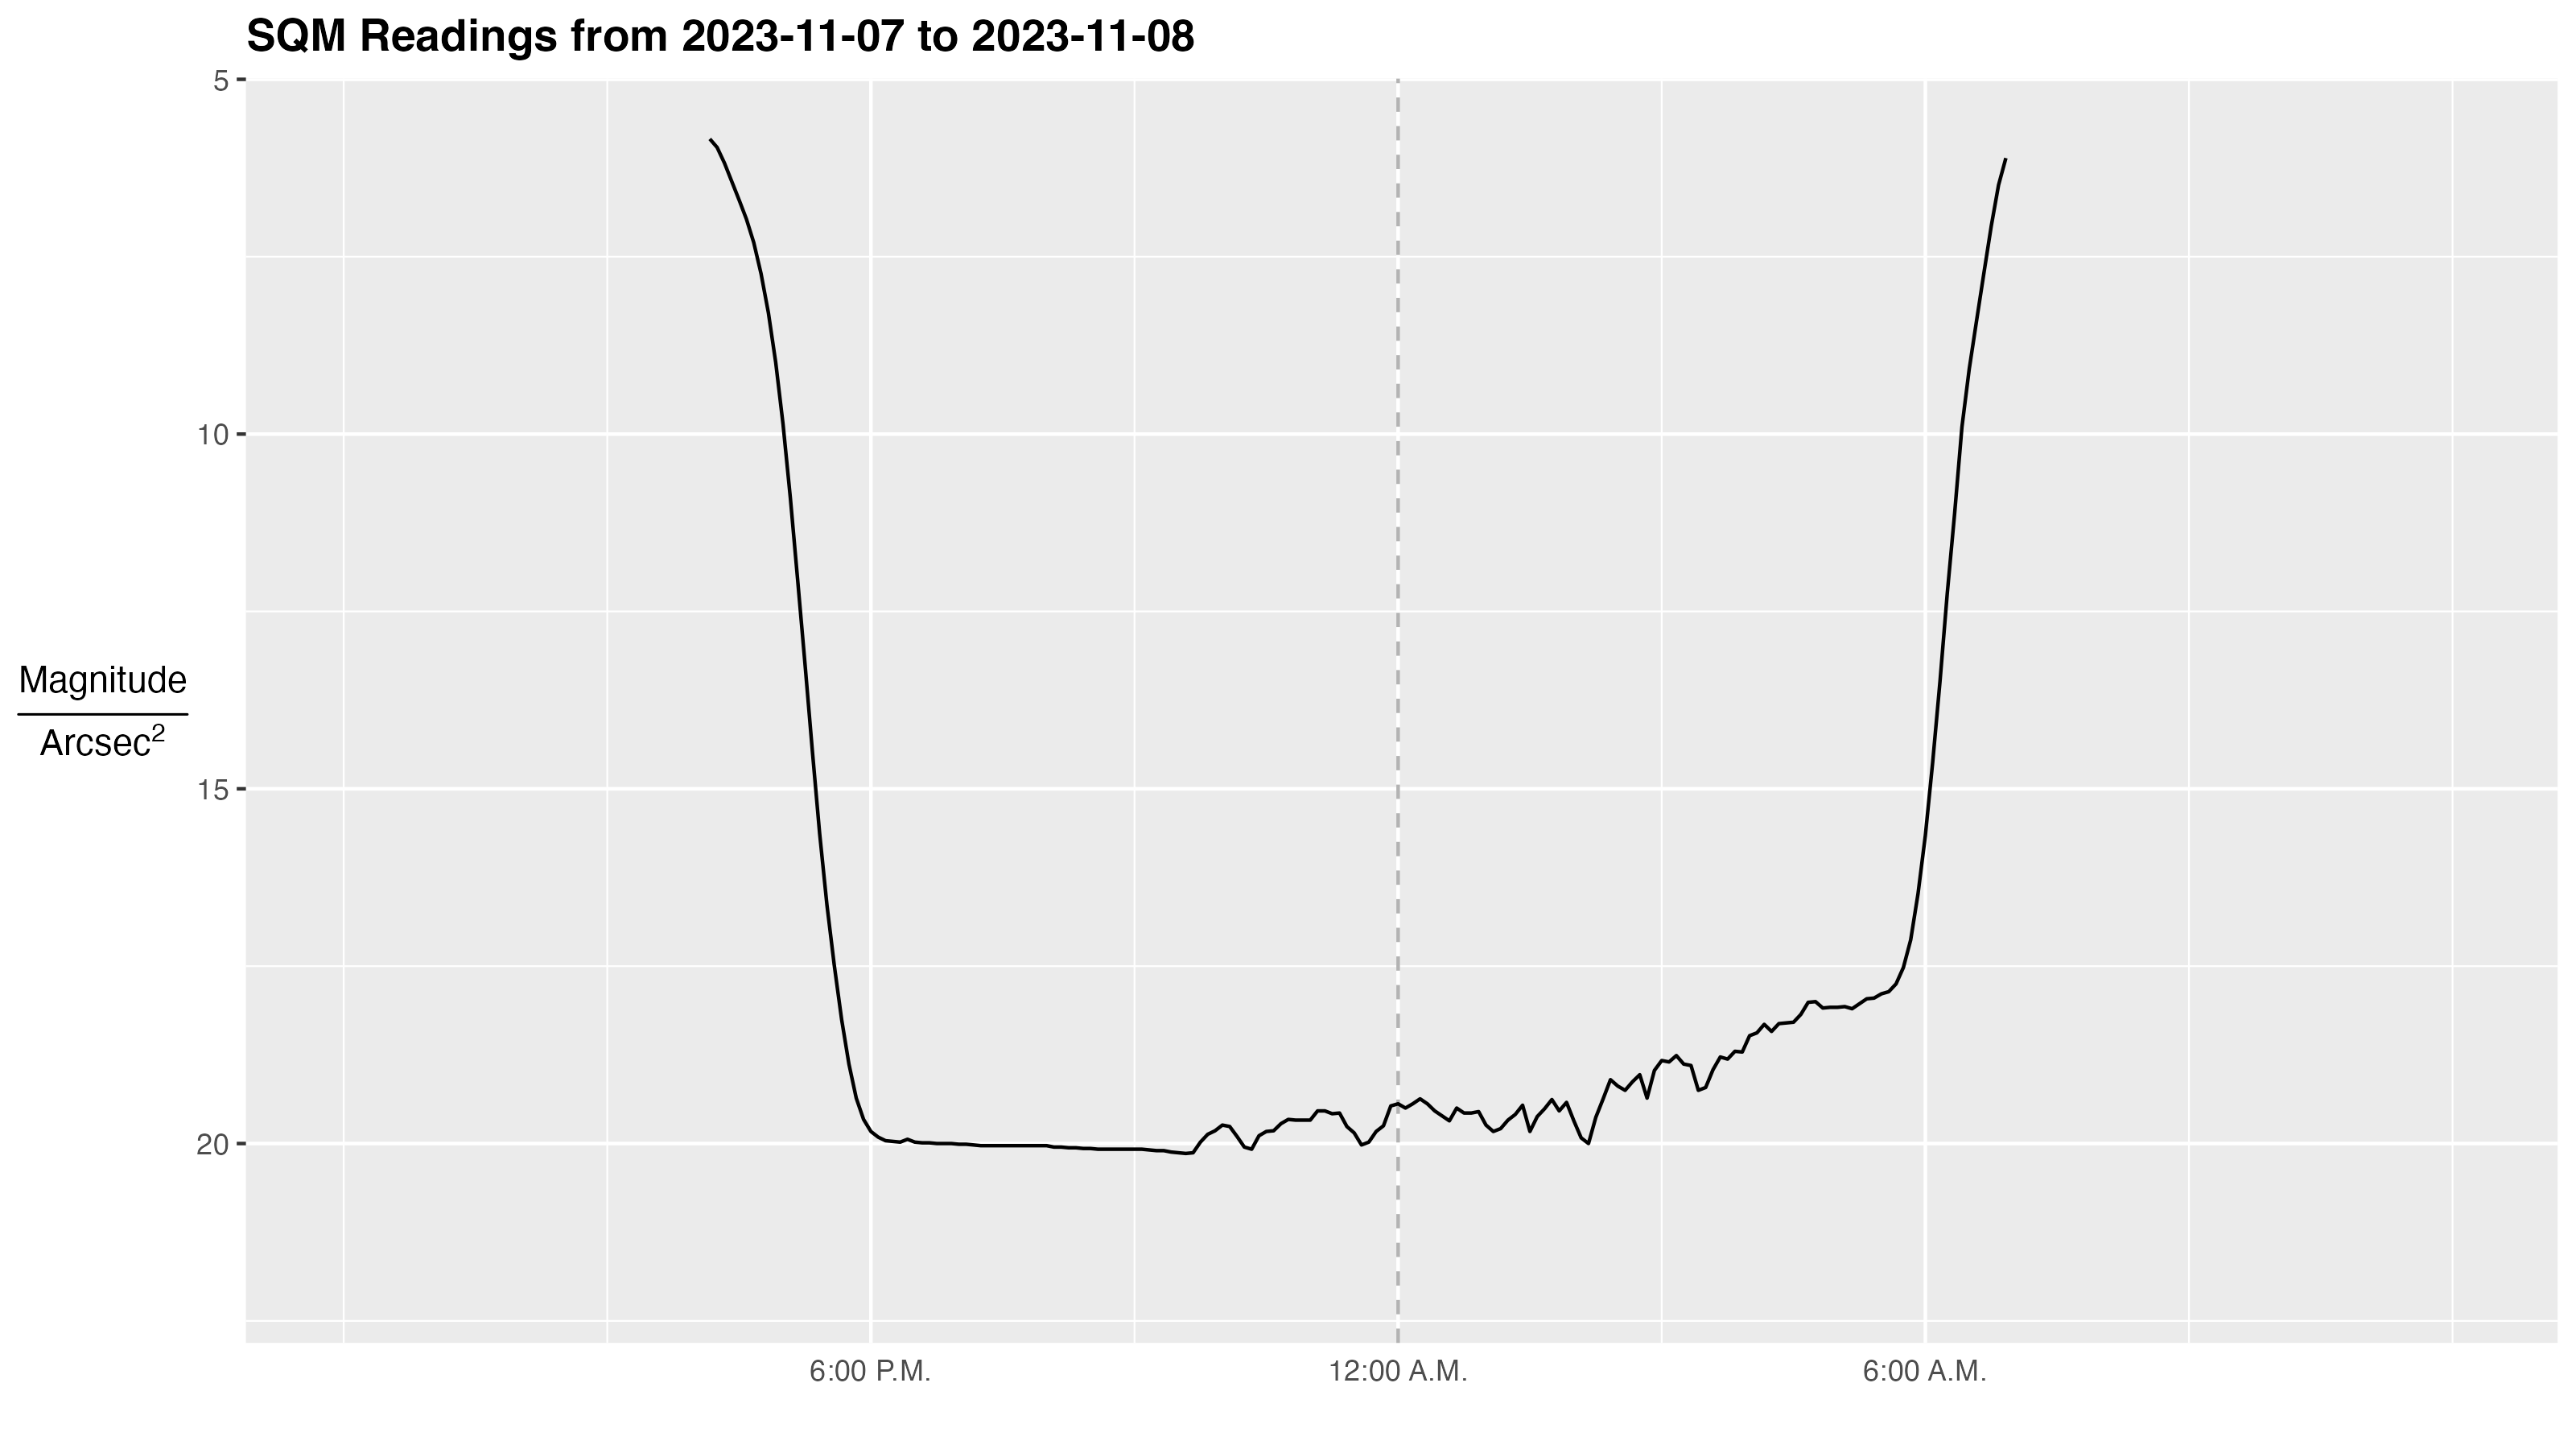 SQM Readings from 2023-11-07 to 2023-11-08
5
10
15
20
Magnitude
Arcsec²
6:00 P.M.
12:00 A.M.
6:00 A.M.